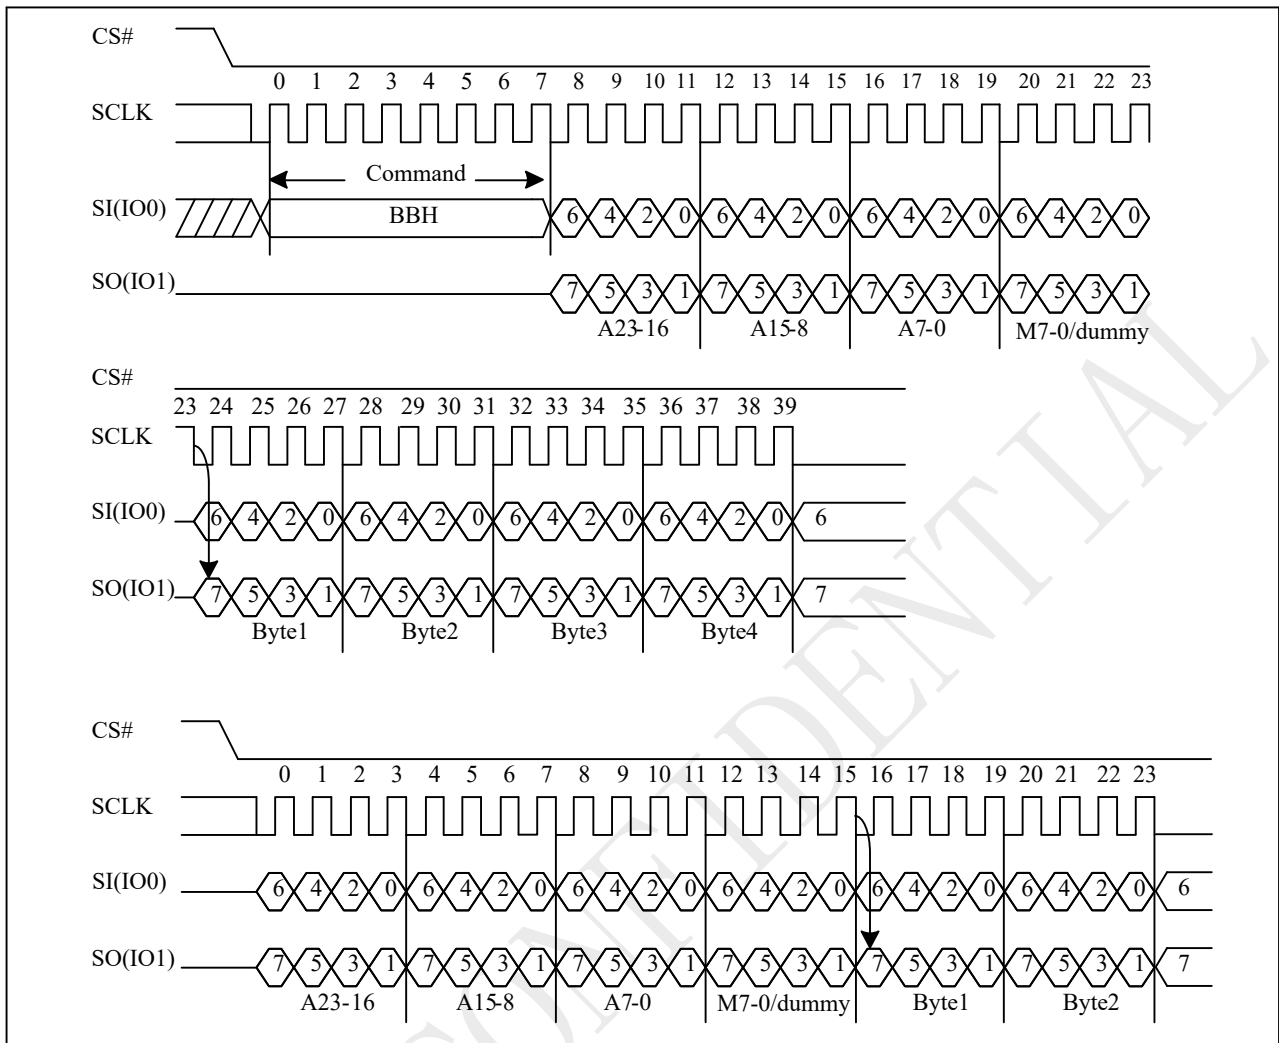 CS#
0 1 2 3 4 5 6 7 8 9 10 11 12 13 14 15 16 17 18 19 20 21 22 23
SCLK
Command
SI(IO0) BBH 6 4 2 0 6 4 2 0 6 4 2 0 6 4 2 0
SO(IO1) 7 5 3 1 7 5 3 1 7 5 3 1 7 5 3 1
A23-16 A15-8 A7-0 M7-0/dummy
CS#
23 24 25 26 27 28 29 30 31 32 33 34 35 36 37 38 39
SCLK
SI(IO0) 6 4 2 0 6 4 2 0 6 4 2 0 6 4 2 0 6
SO(IO1) 7 5 3 1 7 5 3 1 7 5 3 1 7 5 3 1 7
Byte1 Byte2 Byte3 Byte4
CS#
0 1 2 3 4 5 6 7 8 9 10 11 12 13 14 15 16 17 18 19 20 21 22 23
SCLK
SI(IO0) 6 4 2 0 6 4 2 0 6 4 2 0 6 4 2 0 6 4 2 0 6 4 2 0 6
SO(IO1) 7 5 3 1 7 5 3 1 7 5 3 1 7 5 3 1 7 5 3 1 7 5 3 1 7
A23-16 A15-8 A7-0 M7-0/dummy Byte1 Byte2
CONFIDENTIAL